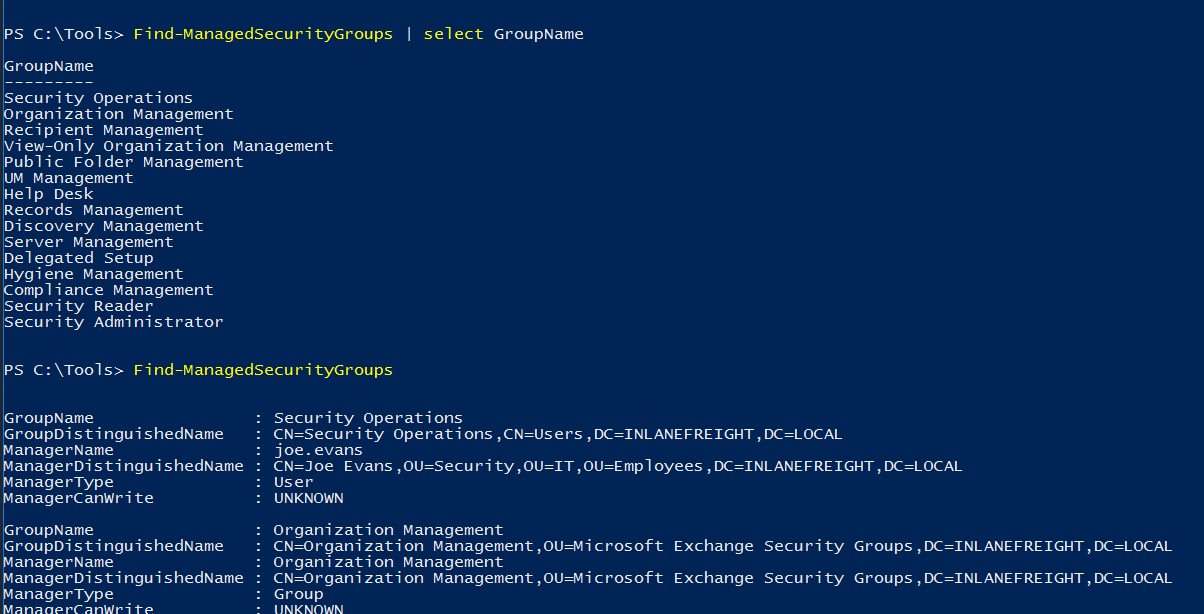 PS C:\Tools> Find-ManagedSecurityGroups | select GroupName
GroupName
---------
Security Operations
Organization Management
Recipient Management
View-Only Organization Management
Public Folder Management
UM Management
Help Desk
Records Management
Discovery Management
Server Management
Delegated Setup
Hygiene Management
Compliance Management
Security Reader
Security Administrator
PS C:\Tools> Find-ManagedSecurityGroups
GroupName                : Security Operations
GroupDistinguishedName   : CN=Security Operations,CN=Users,DC=INLANEFREIGHT,DC=LOCAL
ManagerName              : joe.evans
ManagerDistinguishedName : CN=Joe Evans,OU=Security,OU=IT,OU=Employees,DC=INLANEFREIGHT,DC=LOCAL
ManagerType              : User
ManagerCanWrite          : UNKNOWN
GroupName                : Organization Management
GroupDistinguishedName   : CN=Organization Management,OU=Microsoft Exchange Security Groups,DC=INLANEFREIGHT,DC=LOCAL
ManagerName              : Organization Management
ManagerDistinguishedName : CN=Organization Management,OU=Microsoft Exchange Security Groups,DC=INLANEFREIGHT,DC=LOCAL
ManagerType              : Group
ManagerCanWrite          : UNKNOWN